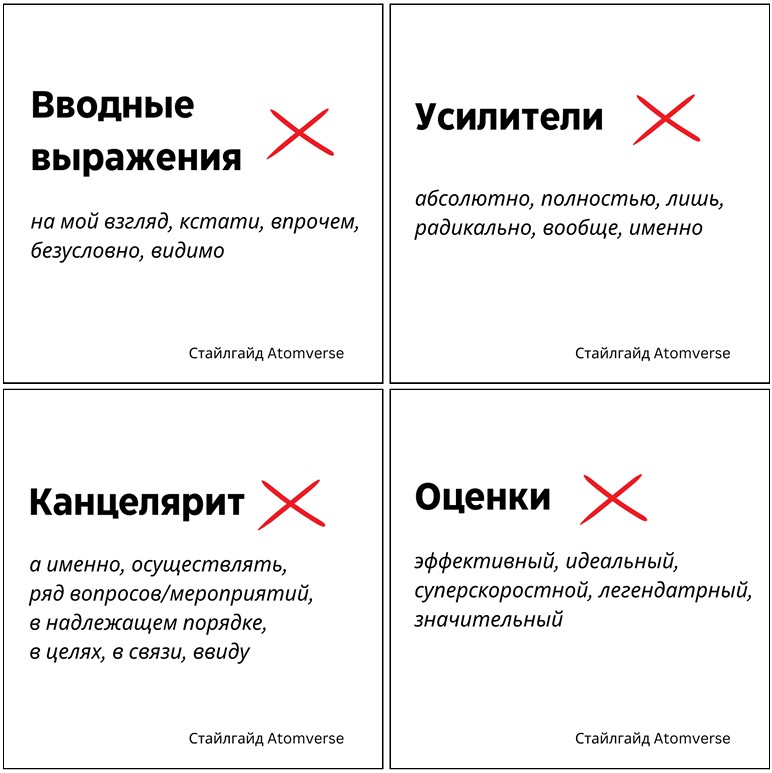 Вводные
выражения
на мой взгляд, кстати, впрочем,
безусловно, видимо
Стайлгайд Atomverse
Усилители
абсолютно, полностью, лишь,
радикально, вообще, именно
Стайлгайд Atomverse
Канцелярит
а именно, осуществлять,
ряд вопросов/мероприятий,
в надлежащем порядке,
в целях, в связи, ввиду
Стайлгайд Atomverse
Оценки
эффективный, идеальный,
суперскоростной, легендатрный,
значительный
Стайлгайд Atomverse